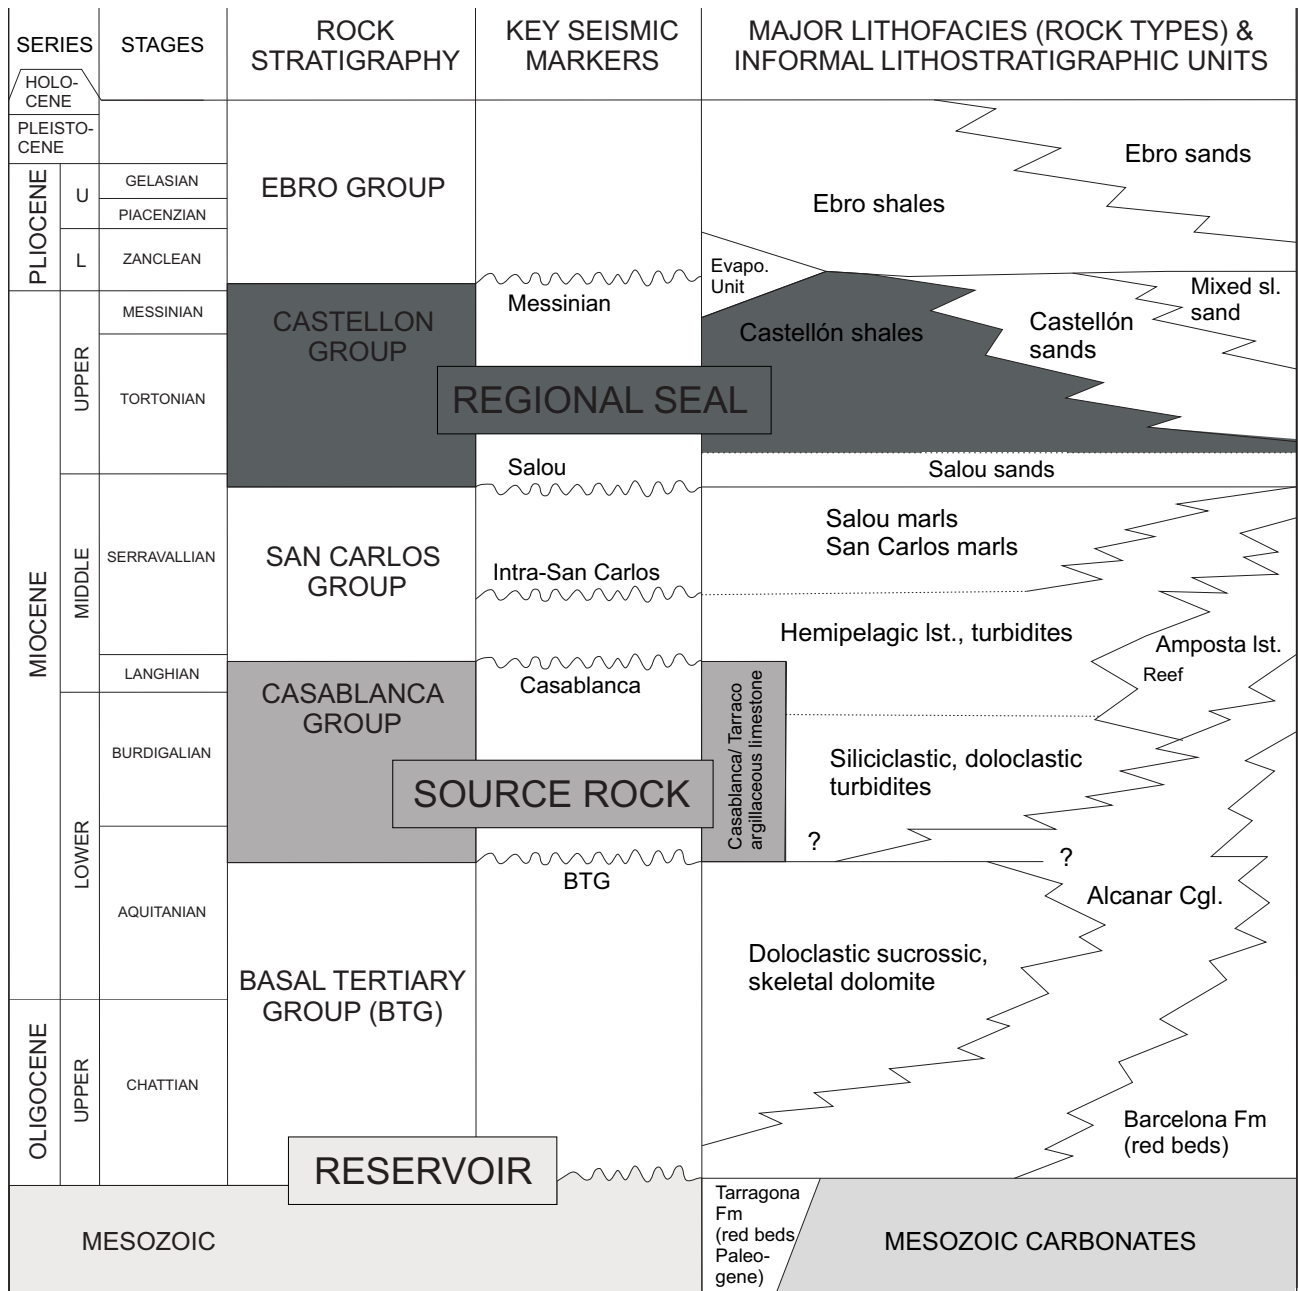 SERIES
STAGES
ROCK
STRATIGRAPHY
KEY SEISMIC
MARKERS
MAJOR LITHOFACIES (ROCK TYPES) &
INFORMAL LITHOSTRATIGRAPHIC UNITS
HOLO-
CENE
PLEISTO-
CENE
PLIOCENE
U
L
GELASIAN
PIACENZIAN
ZANCLEAN
MIOCENE
UPPER
MIDDLE
LOWER
MESSINIAN
TORTONIAN
SERRAVALLIAN
LANGHIAN
BURDIGALIAN
AQUITANIAN
OLIGOCENE
UPPER
CHATTIAN
MESOZOIC
EBRO GROUP
CASTELLON
GROUP
SAN CARLOS
GROUP
CASABLANCA
GROUP
BASAL TERTIARY
GROUP (BTG)
Messinian
REGIONAL SEAL
Salou
Intra-San Carlos
Casablanca
SOURCE ROCK
BTG
RESERVOIR
Ebro sands
Ebro shales
Evapo.
Unit
Mixed sl.
sand
Castellón
sands
Castellón shales
Salou sands
Salou marls
San Carlos marls
Hemipelagic lst., turbidites
Amposta lst.
Reef
Casablanca/ Tarraco
argillaceous limestone
Siliciclastic, doloclastic
turbidites
?
?
Alcanar Cgl.
Doloclastic sucrossic,
skeletal dolomite
Barcelona Fm
(red beds)
Tarragona
Fm
(red beds
Paleo-
gene)
MESOZOIC CARBONATES